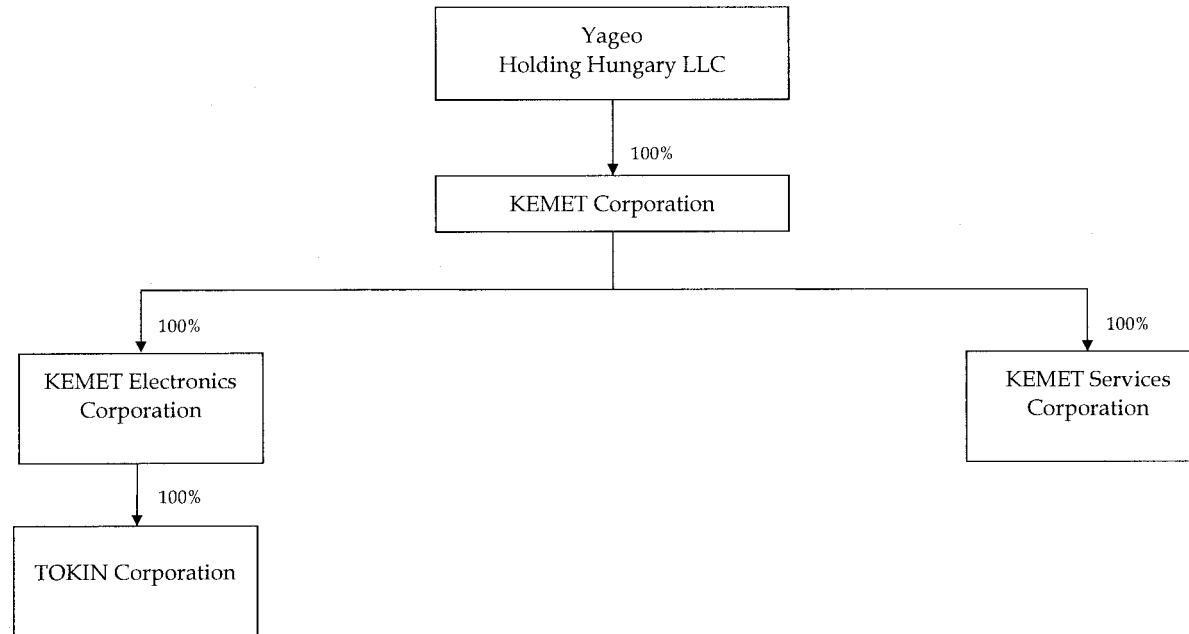 Yageo
Holding Hungary LLC
100%
KEMET Corporation
100%
100%
KEMET Electronics
Corporation
KEMET Services
Corporation
100%
TOKIN Corporation